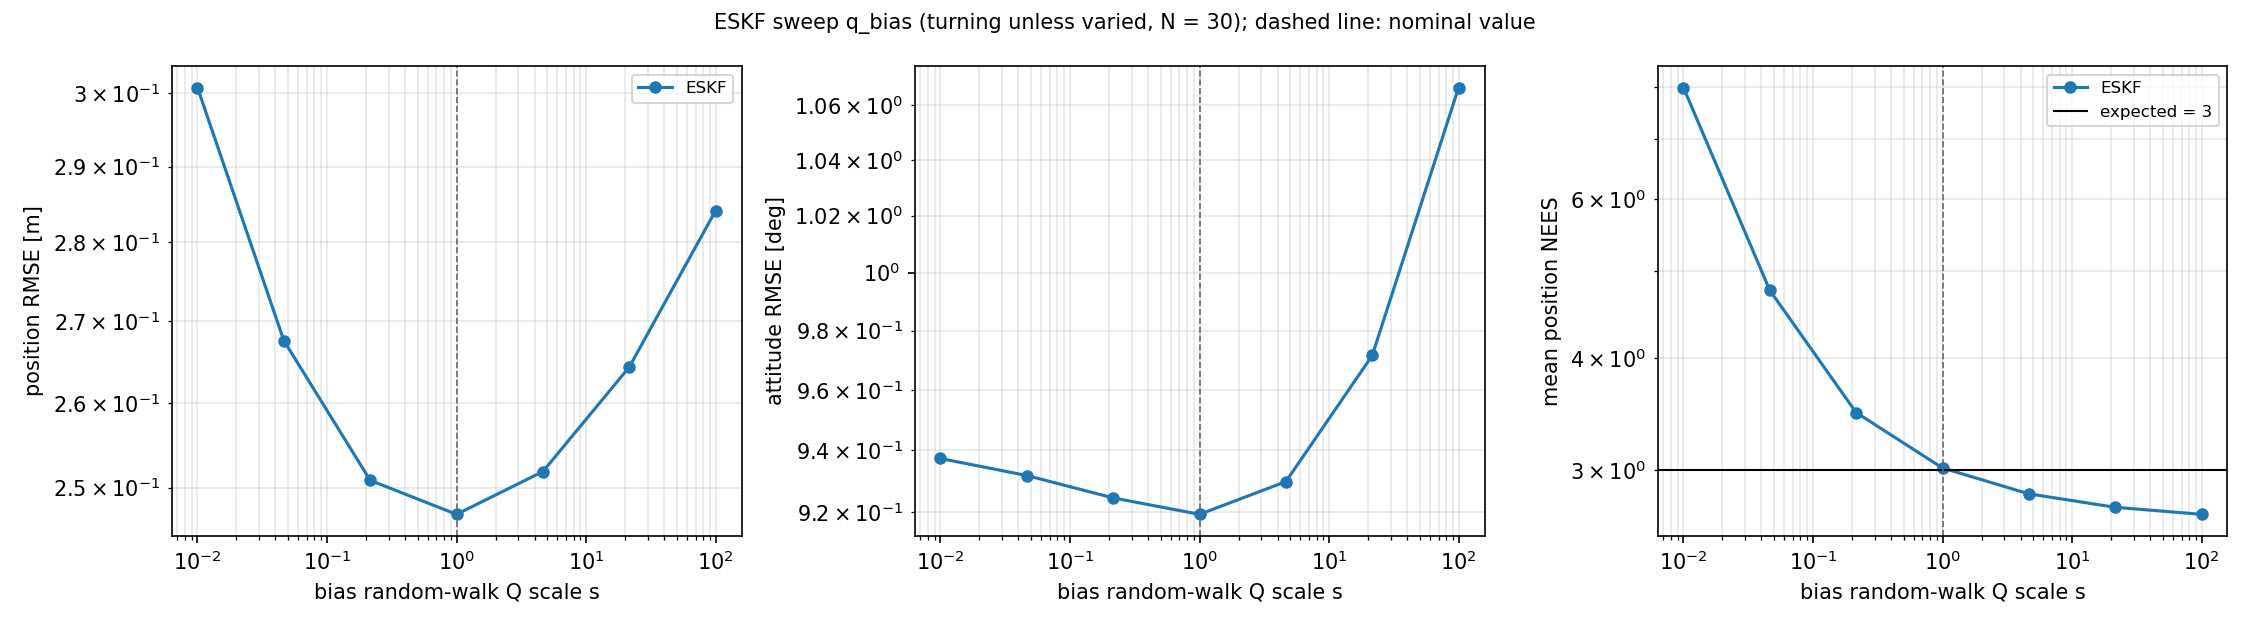 ESKF sweep q_bias (turning unless varied, N = 30); dashed line: nominal value
position RMSE [m]
3 × 10⁻¹
2.9 × 10⁻¹
2.8 × 10⁻¹
2.7 × 10⁻¹
2.6 × 10⁻¹
2.5 × 10⁻¹
ESKF
10⁻² 10⁻¹ 10⁰ 10¹ 10²
bias random-walk Q scale s
attitude RMSE [deg]
1.06 × 10⁰
1.04 × 10⁰
1.02 × 10⁰
10⁰
9.8 × 10⁻¹
9.6 × 10⁻¹
9.4 × 10⁻¹
9.2 × 10⁻¹
10⁻² 10⁻¹ 10⁰ 10¹ 10²
bias random-walk Q scale s
mean position NEES
6 × 10⁰
4 × 10⁰
3 × 10⁰
ESKF
expected = 3
10⁻² 10⁻¹ 10⁰ 10¹ 10²
bias random-walk Q scale s